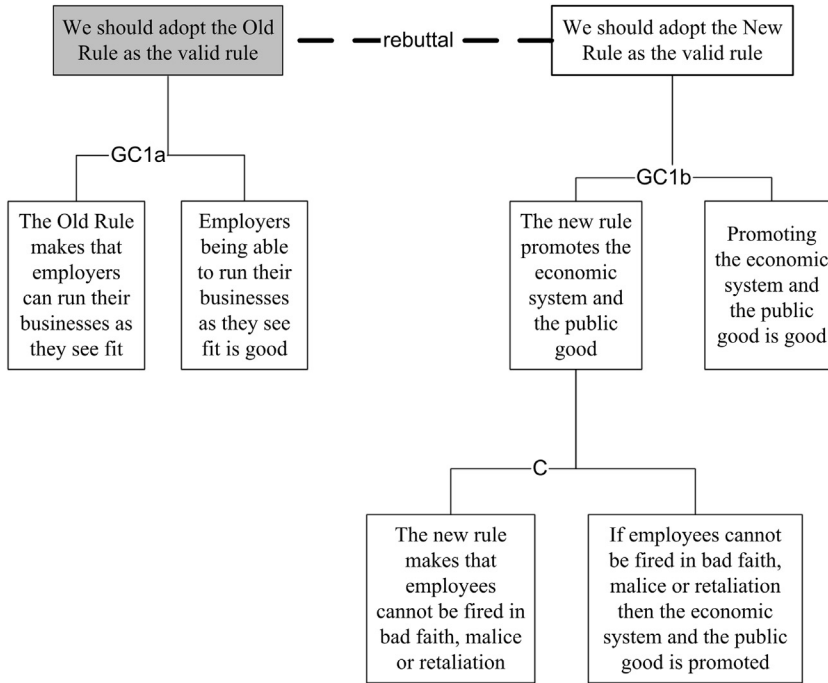 We should adopt the Old
Rule as the valid rule
rebuttal
We should adopt the New
Rule as the valid rule
GC1a
GC1b
The Old Rule
makes that
employers
can run their
businesses as
they see fit
Employers
being able
to run their
businesses
as they see
fit is good
The new rule
promotes the
economic
system and
the public
good
Promoting
the economic
system and
the public
good is good
C
The new rule
makes that
employees
cannot be fired in
bad faith, malice
or retaliation
If employees cannot
be fired in bad faith,
malice or retaliation
then the economic
system and the public
good is promoted